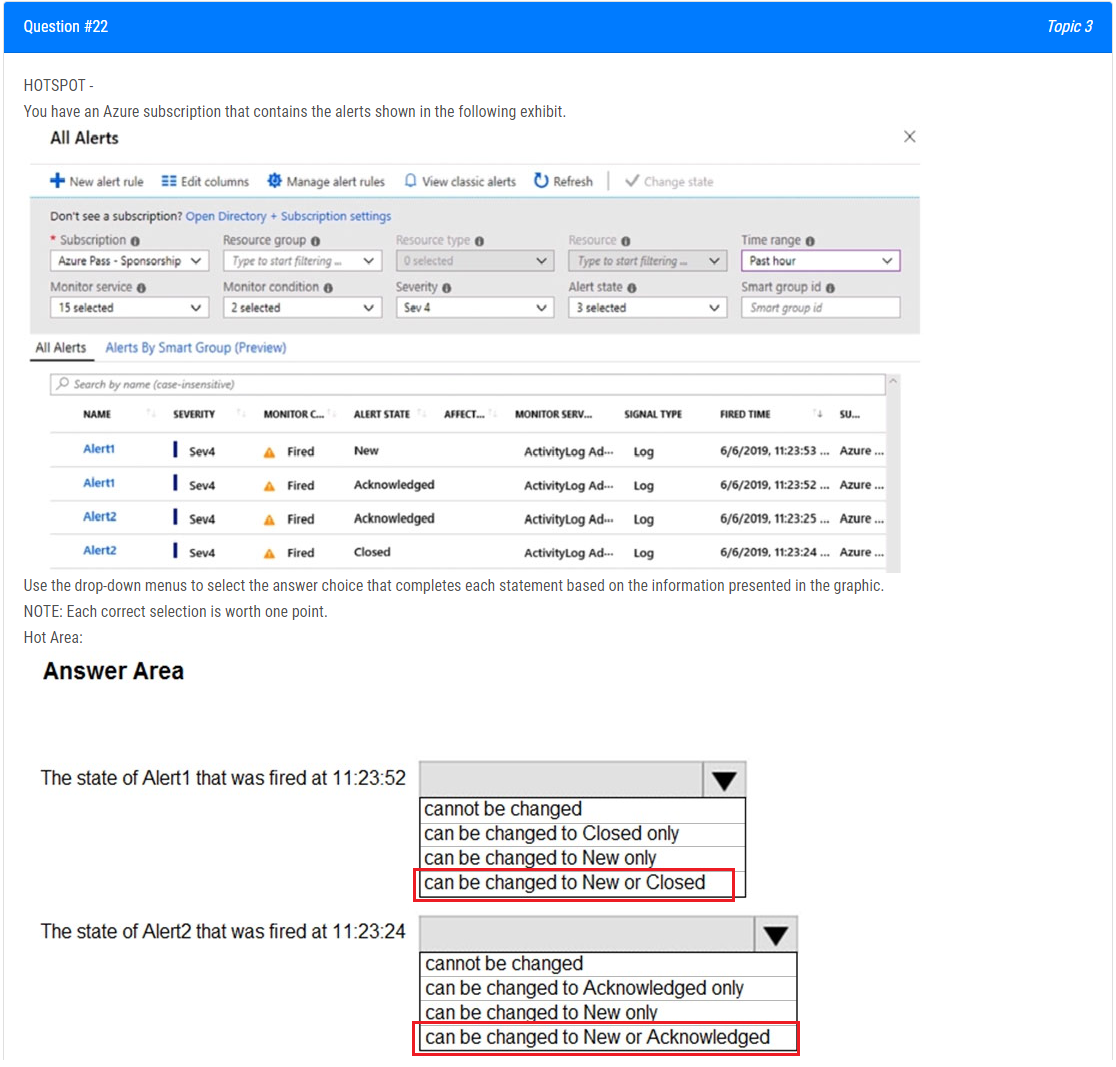 Question #22 Topic 3
HOTSPOT -
You have an Azure subscription that contains the alerts shown in the following exhibit.
All Alerts
New alert rule Edit columns Manage alert rules View classic alerts Refresh Change state
Don't see a subscription? Open Directory + Subscription settings
* Subscription Resource group Resource type Resource Time range
Azure Pass - Sponsorship Type to start filtering ... 0 selected Type to start filtering ... Past hour
Monitor service Monitor condition Severity Alert state Smart group id
15 selected 2 selected Sev 4 3 selected Smart group id
All Alerts Alerts By Smart Group (Preview)
Search by name (case-insensitive)
NAME SEVERITY MONITOR C... ALERT STATE AFFECT... MONITOR SERV... SIGNAL TYPE FIRED TIME SU...
Alert1 Sev4 Fired New ActivityLog Ad... Log 6/6/2019, 11:23:53 ... Azure ...
Alert1 Sev4 Fired Acknowledged ActivityLog Ad... Log 6/6/2019, 11:23:52 ... Azure ...
Alert2 Sev4 Fired Acknowledged ActivityLog Ad... Log 6/6/2019, 11:23:25 ... Azure ...
Alert2 Sev4 Fired Closed ActivityLog Ad... Log 6/6/2019, 11:23:24 ... Azure ...
Use the drop-down menus to select the answer choice that completes each statement based on the information presented in the graphic.
NOTE: Each correct selection is worth one point.
Hot Area:
Answer Area
The state of Alert1 that was fired at 11:23:52
cannot be changed
can be changed to Closed only
can be changed to New only
can be changed to New or Closed
The state of Alert2 that was fired at 11:23:24
cannot be changed
can be changed to Acknowledged only
can be changed to New only
can be changed to New or Acknowledged